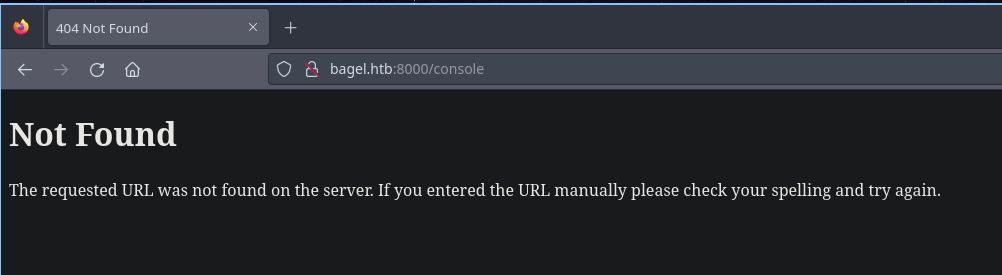 404 Not Found
bagel.htb:8000/console
Not Found
The requested URL was not found on the server. If you entered the URL manually please check your spelling and try again.